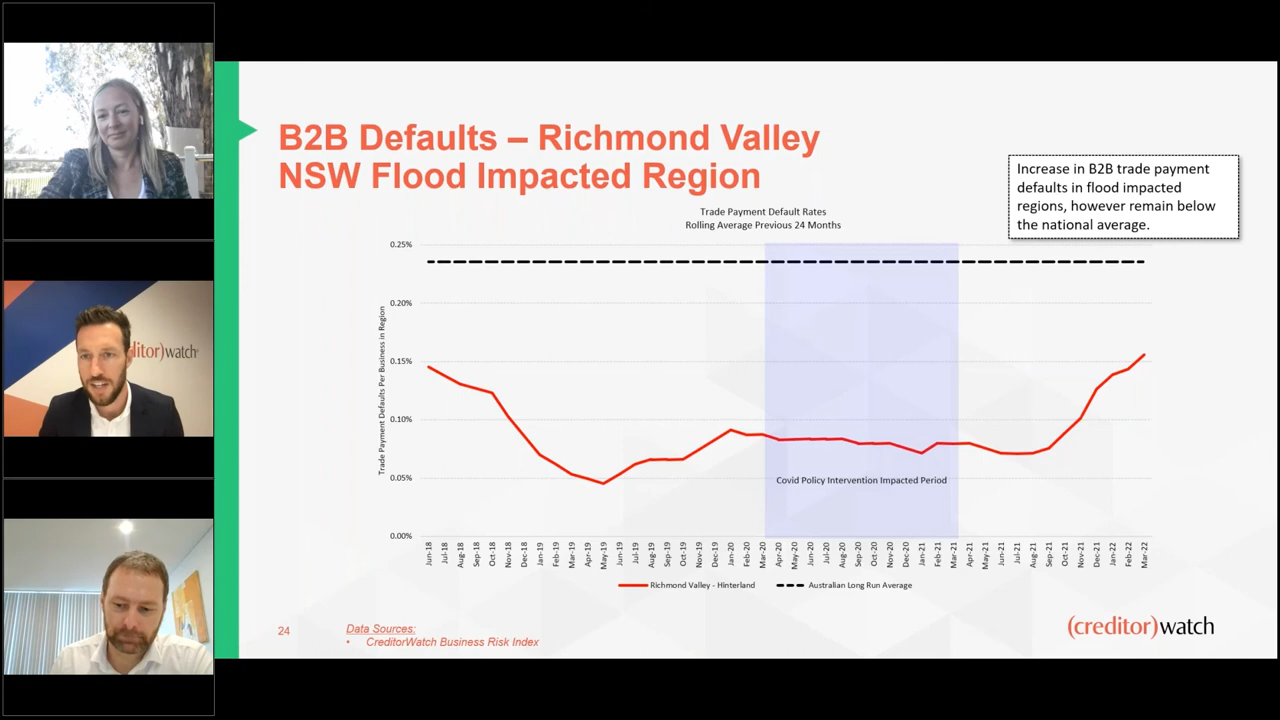 B2B Defaults – Richmond Valley
NSW Flood Impacted Region
Increase in B2B trade payment
defaults in flood impacted
regions, however remain below
the national average.
Trade Payment Default Rates
Rolling Average Previous 24 Months
Trade Payment Defaults Per Business in Region
0.25%
0.20%
0.15%
0.10%
0.05%
0.00%
Covid Policy Intervention Impacted Period
Jun-18
Jul-18
Aug-18
Sep-18
Oct-18
Nov-18
Dec-18
Jan-19
Feb-19
Mar-19
Apr-19
May-19
Jun-19
Jul-19
Aug-19
Sep-19
Oct-19
Nov-19
Dec-19
Jan-20
Feb-20
Mar-20
Apr-20
May-20
Jun-20
Jul-20
Aug-20
Sep-20
Oct-20
Nov-20
Dec-20
Jan-21
Feb-21
Mar-21
Apr-21
May-21
Jun-21
Jul-21
Aug-21
Sep-21
Oct-21
Nov-21
Dec-21
Jan-22
Feb-22
Mar-22
Richmond Valley - Hinterland
Australian Long Run Average
24
Data Sources:
• CreditorWatch Business Risk Index
(creditor)watch
ditor)watch